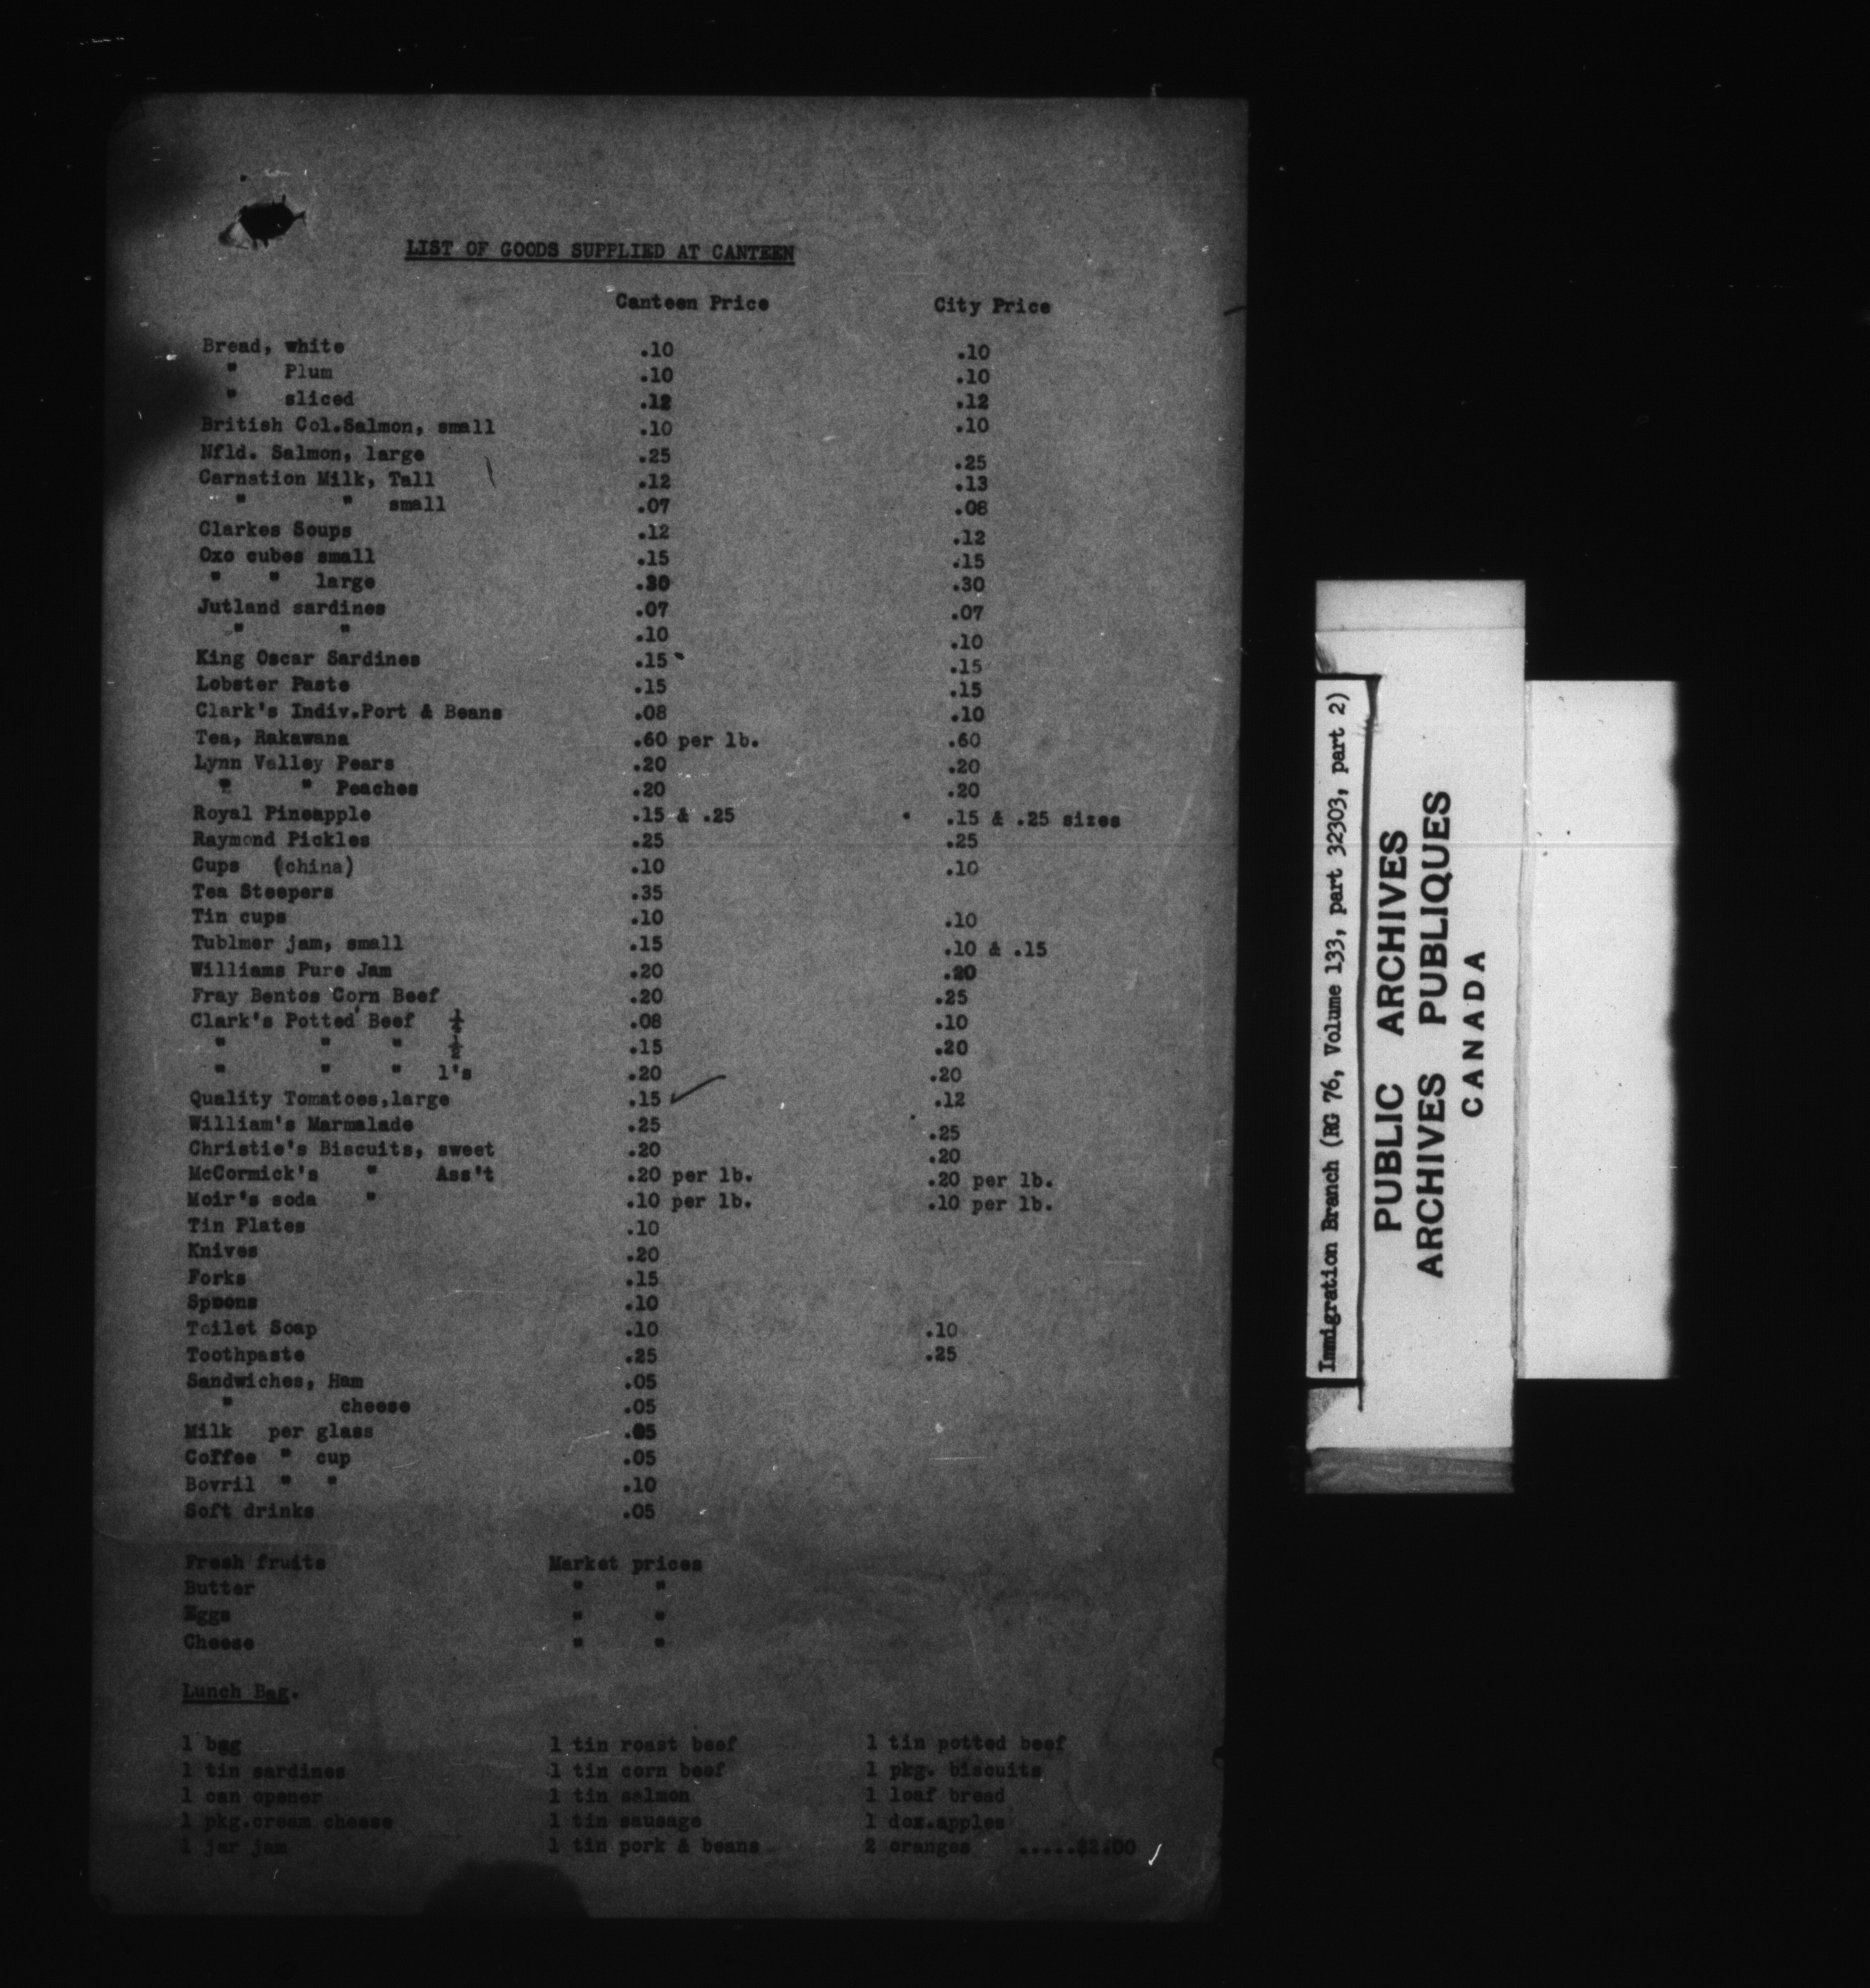 LIST OF GOODS SUPPLIED AT CANTEEN
Canteen Price City Price
Bread, white .10 .10
" Plum .10 .10
" sliced .12 .12
British Col.Salmon, small .10 .10
Nfld. Salmon, large .25 .25
Carnation Milk, Tall .12 .13
" " small .07 .08
Clarkes Soups .12 .12
Oxo cubes small .15 .15
" " large .30 .30
Jutland sardines .07 .07
" " .10 .10
King Oscar Sardines .15 .15
Lobster Paste .15 .15
Clark's Indiv.Port & Beans .08 .10
Tea, Rakawana .60 per lb. .60
Lynn Valley Pears .20 .20
" " Peaches .20 .20
Royal Pineapple .15 & .25 .15 & .25 sizes
Raymond Pickles .25 .25
Cups (china) .10 .10
Tea Steepers .35
Tin cups .10 .10
Tublmer jam, small .15 .10 & .15
Williams Pure Jam .20 .20
Fray Bentos Corn Beef .20 .25
Clark's Potted Beef .08 .10
" " " .15 .20
" " " 1's .20 .20
Quality Tomatoes,large .15 .12
William's Marmalade .25 .25
Christie's Biscuits, sweet .20 .20
McCormick's " Ass't .20 per lb. .20 per lb.
Moir's soda " .10 per lb. .10 per lb.
Tin Plates .10
Knives .20
Forks .15
Spoons .10
Toilet Soap .10 .10
Toothpaste .25 .25
Sandwiches, Ham .05
" cheese .05
Milk per glass .05
Coffee " cup .05
Bovril " " .10
Soft drinks .05
Fresh fruits Market prices
Butter " "
Eggs " "
Cheese " "
Lunch Bag.
1 bag 1 tin roast beef 1 tin potted beef
1 tin sardines 1 tin corn beef 1 pkg. biscuits
1 can opener 1 tin salmon 1 loaf bread
1 pkg.cream cheese 1 tin sausage 1 doz.apples
1 jar jam 1 tin pork & beans 2 oranges .....$2.00
Immigration Branch (RG 76, Volume 133, part 32303, part 2)
PUBLIC ARCHIVES
ARCHIVES PUBLIQUES
CANADA